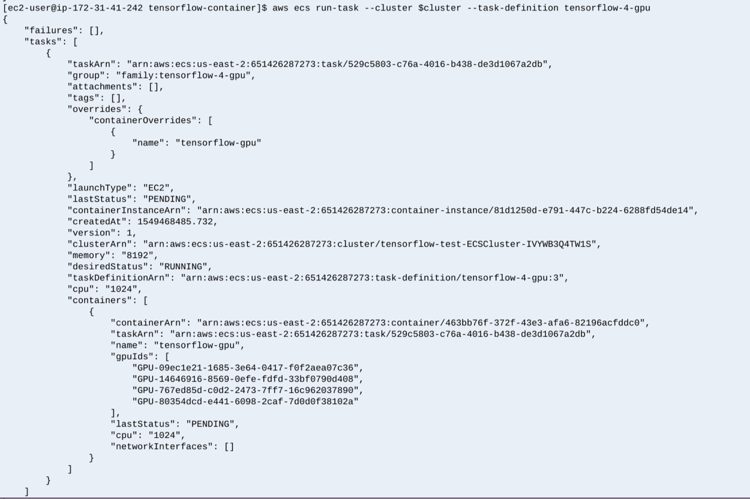 [ec2-user@ip-172-31-41-242 tensorflow-container]$ aws ecs run-task --cluster $cluster --task-definition tensorflow-4-gpu
{
    "failures": [],
    "tasks": [
        {
            "taskArn": "arn:aws:ecs:us-east-2:651426287273:task/529c5803-c76a-4016-b438-de3d1067a2db",
            "group": "family:tensorflow-4-gpu",
            "attachments": [],
            "tags": [],
            "overrides": {
                "containerOverrides": [
                    {
                        "name": "tensorflow-gpu"
                    }
                ]
            },
            "launchType": "EC2",
            "lastStatus": "PENDING",
            "containerInstanceArn": "arn:aws:ecs:us-east-2:651426287273:container-instance/81d1250d-e791-447c-b224-6288fd54de14",
            "createdAt": 1549468485.732,
            "version": 1,
            "clusterArn": "arn:aws:ecs:us-east-2:651426287273:cluster/tensorflow-test-ECSCluster-IVYWB3Q4TW1S",
            "memory": "8192",
            "desiredStatus": "RUNNING",
            "taskDefinitionArn": "arn:aws:ecs:us-east-2:651426287273:task-definition/tensorflow-4-gpu:3",
            "cpu": "1024",
            "containers": [
                {
                    "containerArn": "arn:aws:ecs:us-east-2:651426287273:container/463bb76f-372f-43e3-afa6-82196acfddc0",
                    "taskArn": "arn:aws:ecs:us-east-2:651426287273:task/529c5803-c76a-4016-b438-de3d1067a2db",
                    "name": "tensorflow-gpu",
                    "gpuIds": [
                        "GPU-09ec1e21-1685-3e64-0417-f0f2aea07c36",
                        "GPU-14646916-8569-0efe-fdfd-33bf0790d408",
                        "GPU-767ed85d-c0d2-2473-7ff7-16c962037890",
                        "GPU-80354dcd-e441-6098-2caf-7d0d0f38102a"
                    ],
                    "lastStatus": "PENDING",
                    "cpu": "1024",
                    "networkInterfaces": []
                }
            ]
        }
    ]